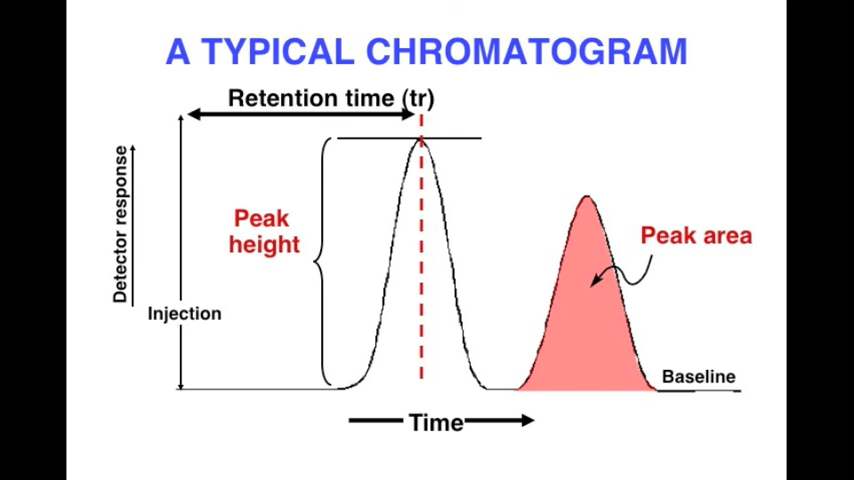 A TYPICAL CHROMATOGRAM
Retention time (tr)
Detector response
Peak
height
Peak area
Injection
Baseline
Time